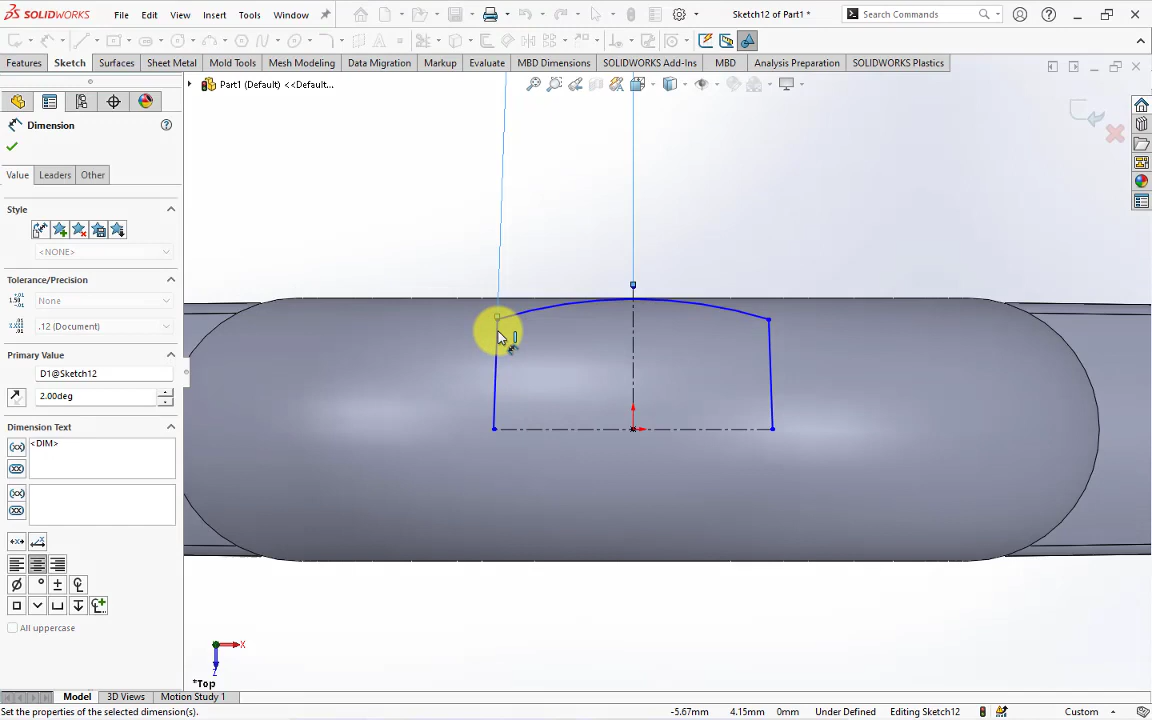 SOLIDWORKS
File
Edit
View
Insert
Tools
Window
Sketch12 of Part1 *
Search Commands
Features
Sketch
Surfaces
Sheet Metal
Mold Tools
Mesh Modeling
Data Migration
Markup
Evaluate
MBD Dimensions
SOLIDWORKS Add-Ins
MBD
Analysis Preparation
SOLIDWORKS Plastics
Part1 (Default) <<Default...
Dimension
Value
Leaders
Other
Style
<NONE>
Tolerance/Precision
None
.12 (Document)
Primary Value
D1@Sketch12
2.00deg
Dimension Text
<DIM>
All uppercase
X
Z
*Top
Model
3D Views
Motion Study 1
Set the properties of the selected dimension(s).
-5.67mm
4.15mm
0mm
Under Defined
Editing Sketch12
Custom